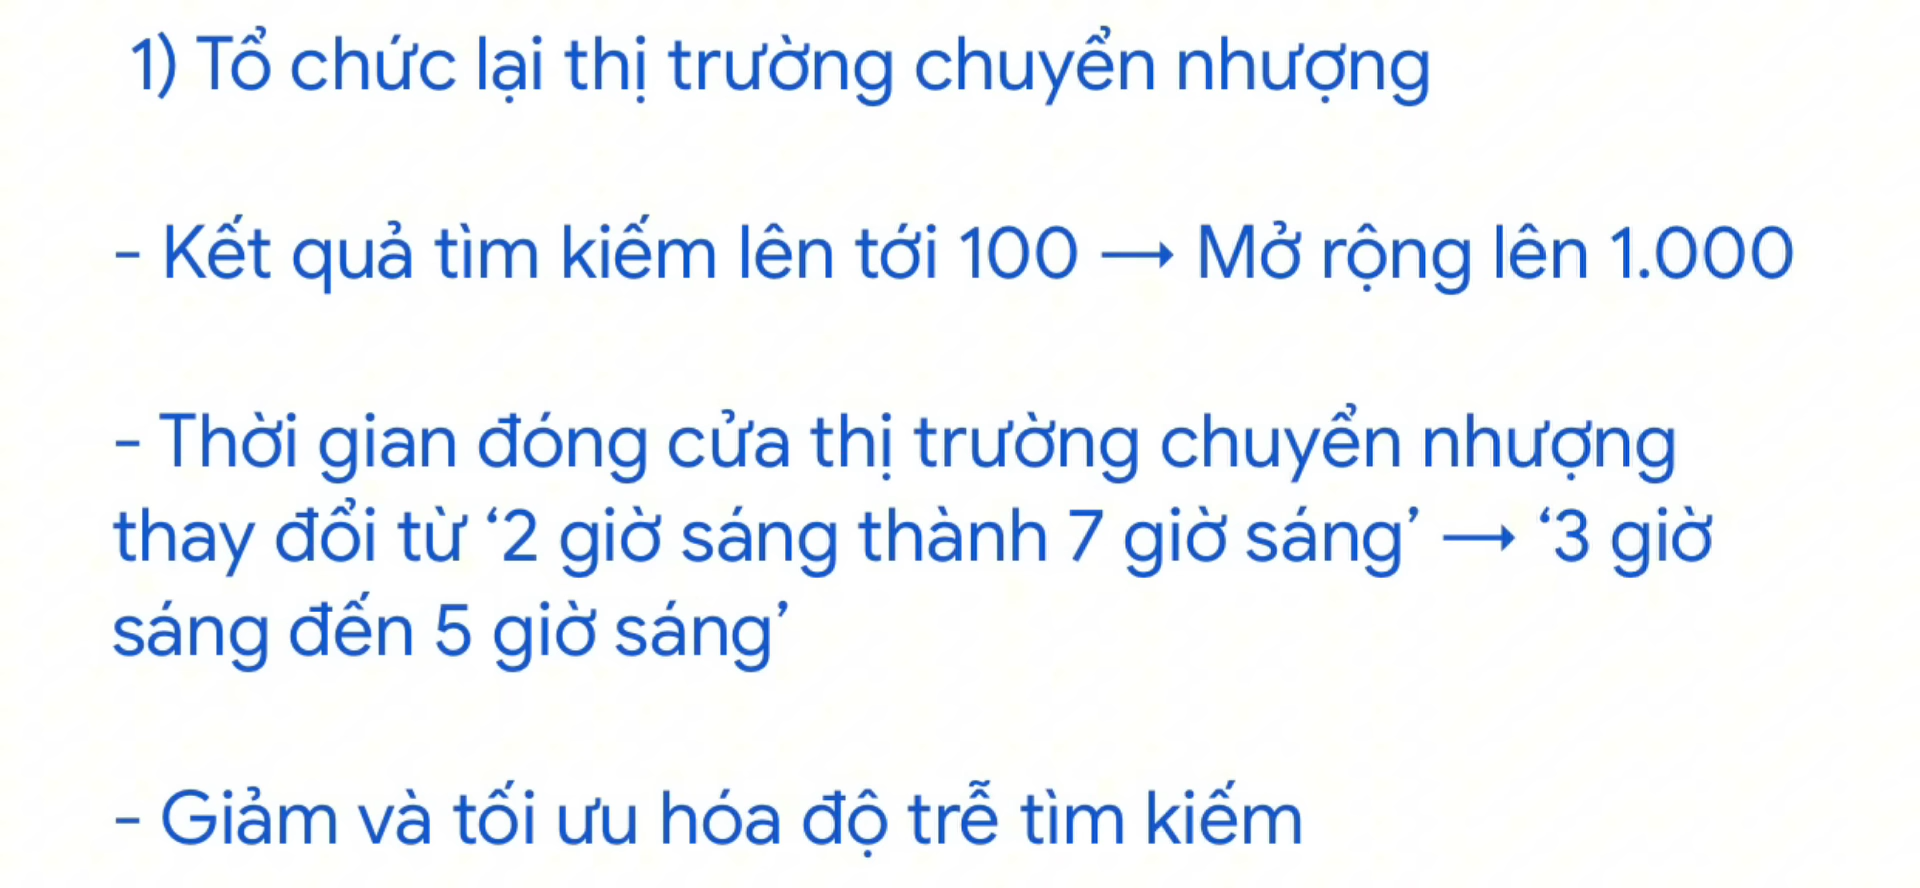 1) Tổ chức lại thị trường chuyển nhượng
- Kết quả tìm kiếm lên tới 100 → Mở rộng lên 1.000
- Thời gian đóng cửa thị trường chuyển nhượng
thay đổi từ ‘2 giờ sáng thành 7 giờ sáng’ → ‘3 giờ
sáng đến 5 giờ sáng’
- Giảm và tối ưu hóa độ trễ tìm kiếm